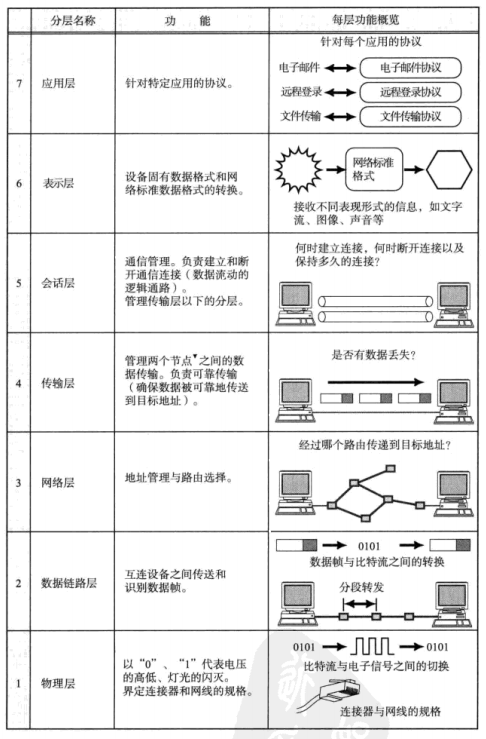 分层名称 功 能 每层功能概览
7 应用层 针对特定应用的协议。
针对每个应用的协议
电子邮件 电子邮件协议
远程登录 远程登录协议
文件传输 文件传输协议
6 表示层
设备固有数据格式和网
络标准数据格式的转换。
网络标准
格式
接收不同表现形式的信息，如文字
流、图像、声音等
5 会话层
通信管理。负责建立和断
开通信连接（数据流动的
逻辑通路）。
管理传输层以下的分层。
何时建立连接，何时断开连接以及
保持多久的连接？
4 传输层
管理两个节点▼之间的数
据传输。负责可靠传输
（确保数据被可靠地传送
到目标地址）。
是否有数据丢失？
3 网络层 地址管理与路由选择。
经过哪个路由传递到目标地址？
2 数据链路层
互连设备之间传送和
识别数据帧。
0101
数据帧与比特流之间的转换
分段转发
1 物理层
以“0”、“1”代表电压
的高低、灯光的闪灭。
界定连接器和网线的规格。
0101 0101
比特流与电子信号之间的切换
连接器与网线的规格